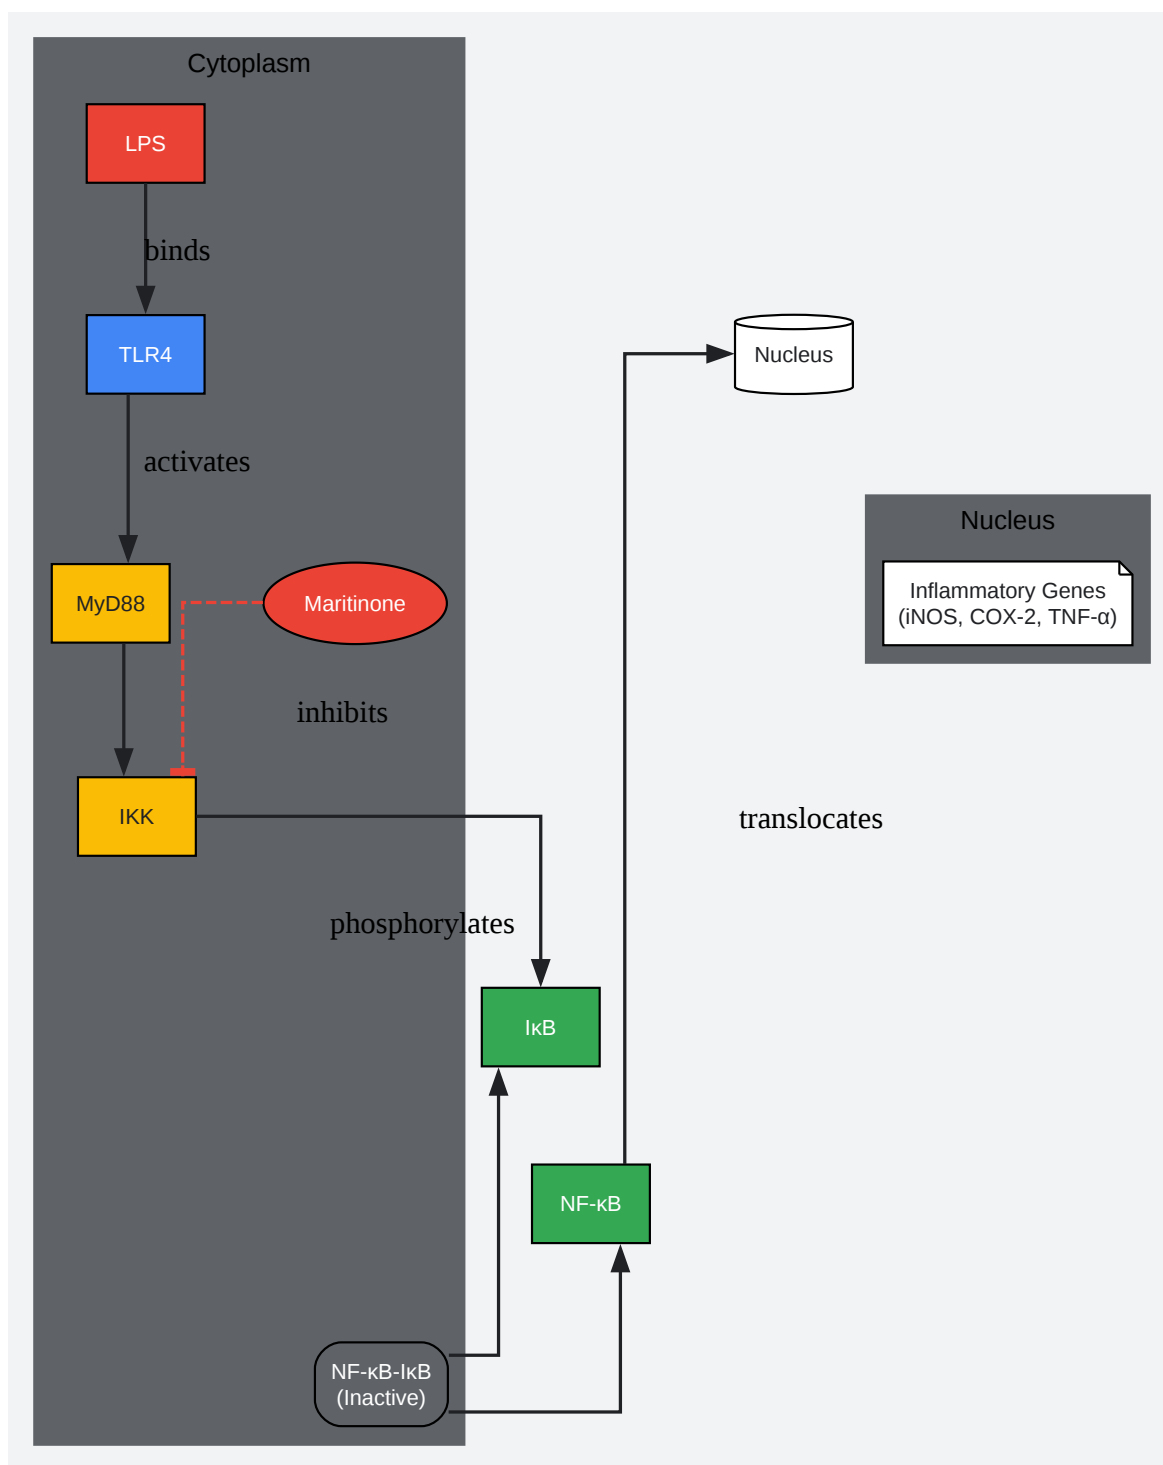 Cytoplasm
LPS
binds
TLR4
Nucleus
activates
Nucleus
Inflammatory Genes
(iNOS, COX-2, TNF-α)
MyD88
Maritinone
inhibits
IKK
translocates
phosphorylates
IκB
NF-κB
NF-κB-IκB
(Inactive)